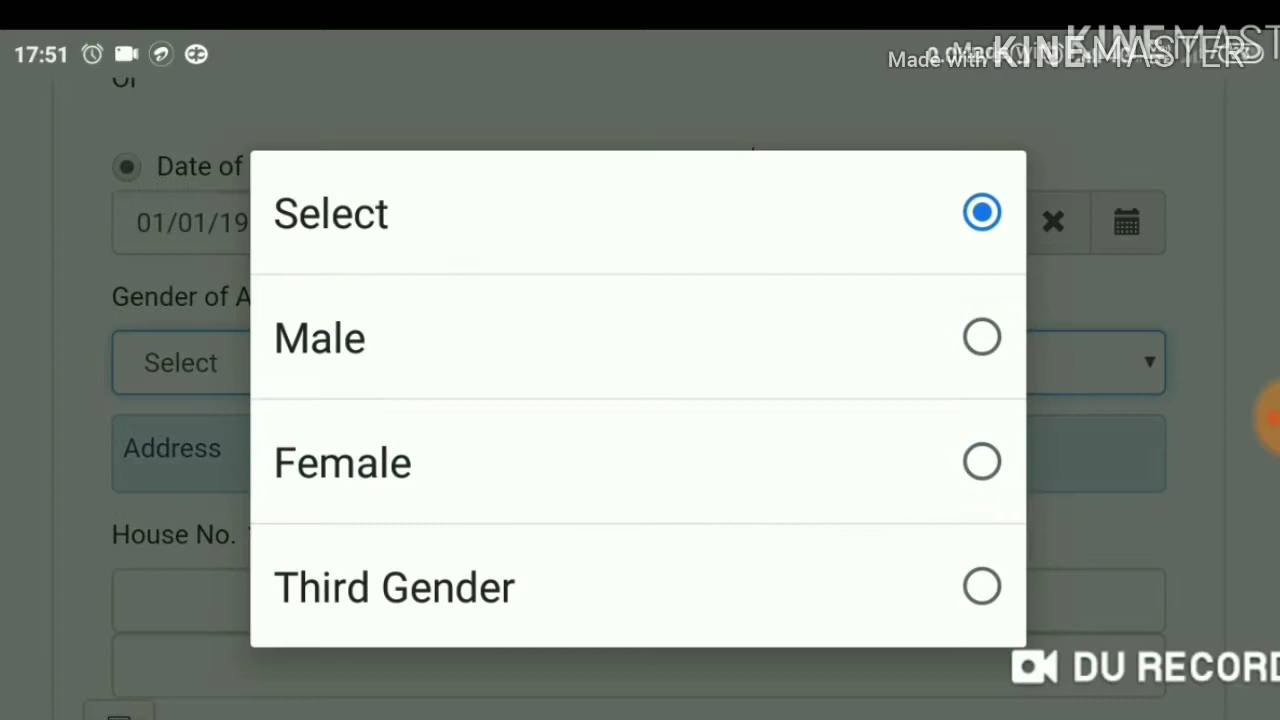 17:51
Made with KINEMASTER
KINEMASTER
Date of
01/01/19
Select
Male
Gender of A
Select
Female
Address
House No.
Third Gender
DU RECORD